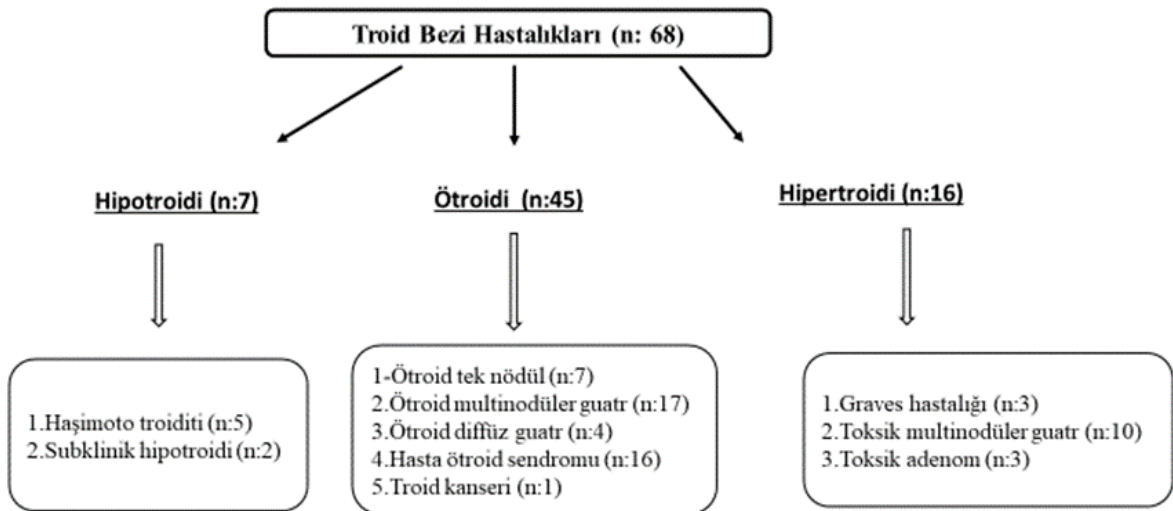 Troid Bezi Hastalıkları (n: 68)
Hipotroidi (n:7)
Ötroidi (n:45)
Hipertroidi (n:16)
1.Haşimoto troiditi (n:5)
2.Subklinik hipotroidi (n:2)
1-Ötroid tek nödül (n:7)
2.Ötroid multinodüler guatr (n:17)
3.Ötroid diffüz guatr (n:4)
4.Hasta ötroid sendromu (n:16)
5.Troid kanseri (n:1)
1.Graves hastalığı (n:3)
2.Toksik multinodüler guatr (n:10)
3.Toksik adenom (n:3)